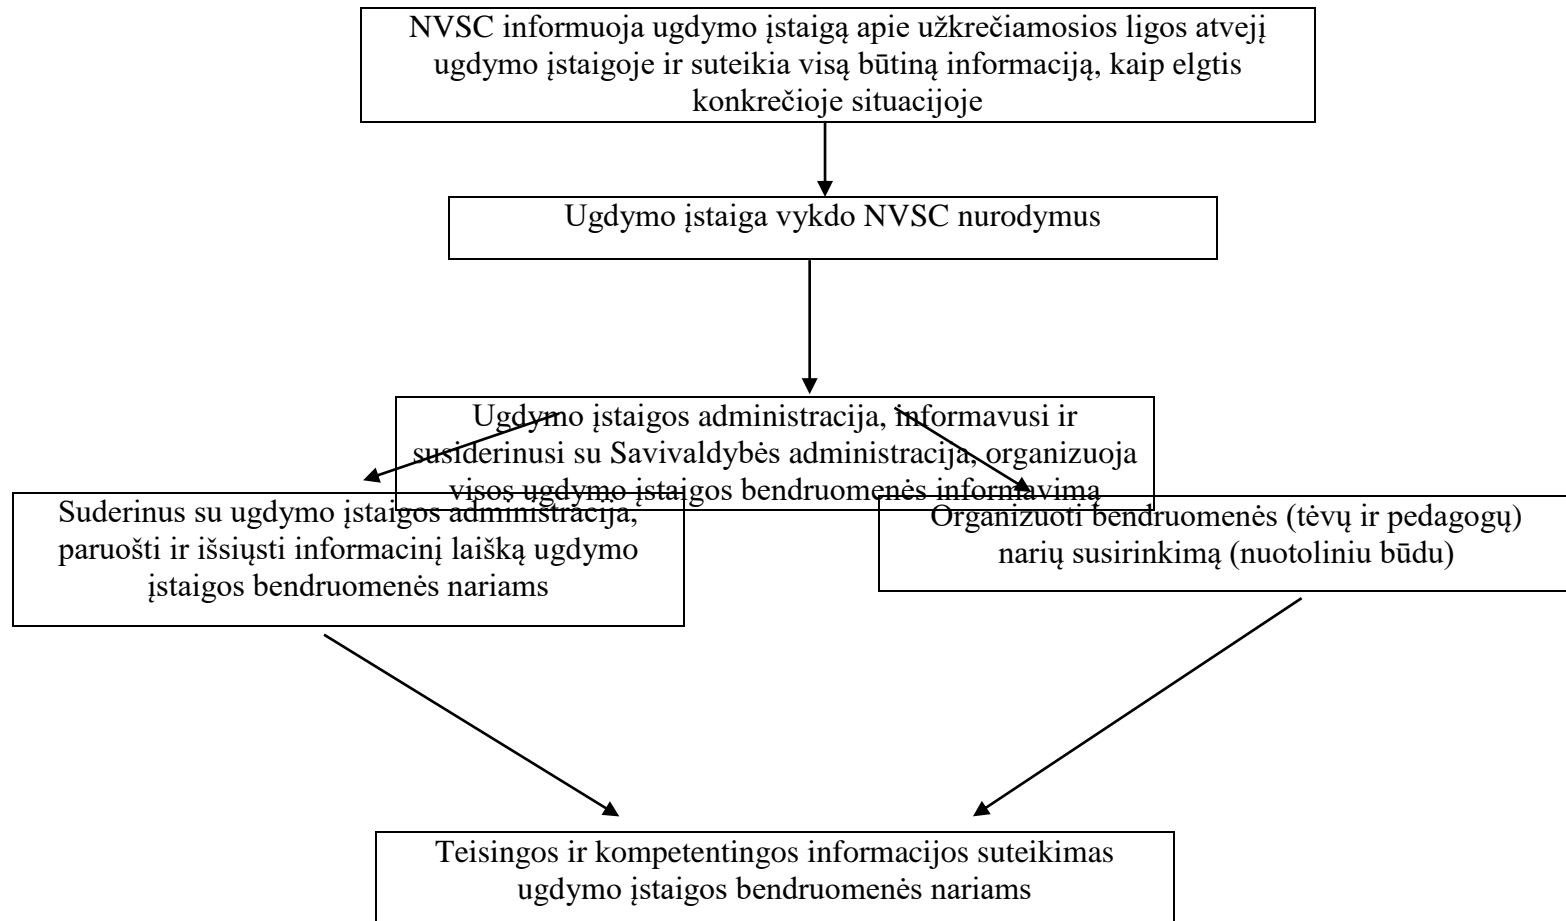 NVSC informuoja ugdymo įstaigą apie užkrečiamosios ligos atvejį
ugdymo įstaigoje ir suteikia visą būtiną informaciją, kaip elgtis
konkrečioje situacijoje
Ugdymo įstaiga vykdo NVSC nurodymus
Ugdymo įstaigos administracija, informavusi ir
susiderinusi su Savivaldybės administracija, organizuoja
visos ugdymo įstaigos bendruomenės informavimą
Suderinus su ugdymo įstaigos administracija,
paruošti ir išsiųsti informacinį laišką ugdymo
įstaigos bendruomenės nariams
Organizuoti bendruomenės (tėvų ir pedagogų)
narių susirinkimą (nuotoliniu būdu)
Teisingos ir kompetentingos informacijos suteikimas
ugdymo įstaigos bendruomenės nariams